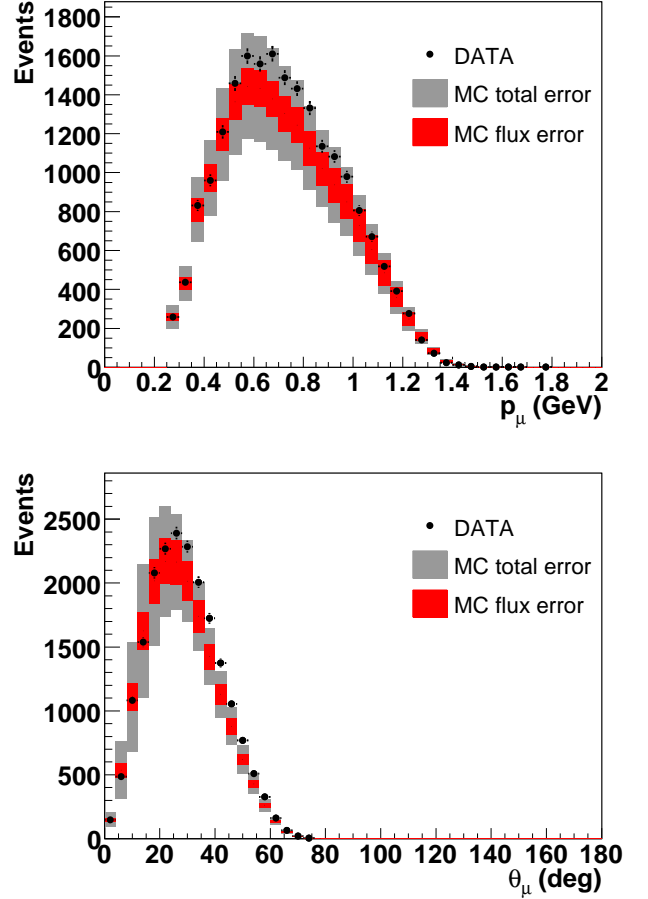 Events
1800
1600
1400
1200
1000
800
600
400
200
0
DATA
MC total error
MC flux error
0 0.2 0.4 0.6 0.8 1 1.2 1.4 1.6 1.8 2
p_μ (GeV)
Events
2500
2000
1500
1000
500
0
DATA
MC total error
MC flux error
0 20 40 60 80 100 120 140 160 180
θ_μ (deg)